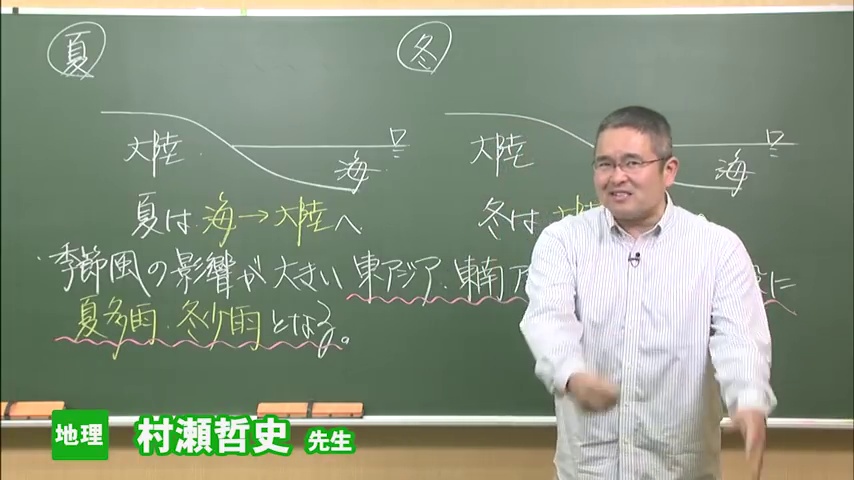 夏
冬
大陸
海
大陸
海
夏は 海→大陸へ
冬は
季節風の影響が大きい 東アジア・東南ア
に
夏多雨・冬少雨となる。
地理 村瀬哲史 先生